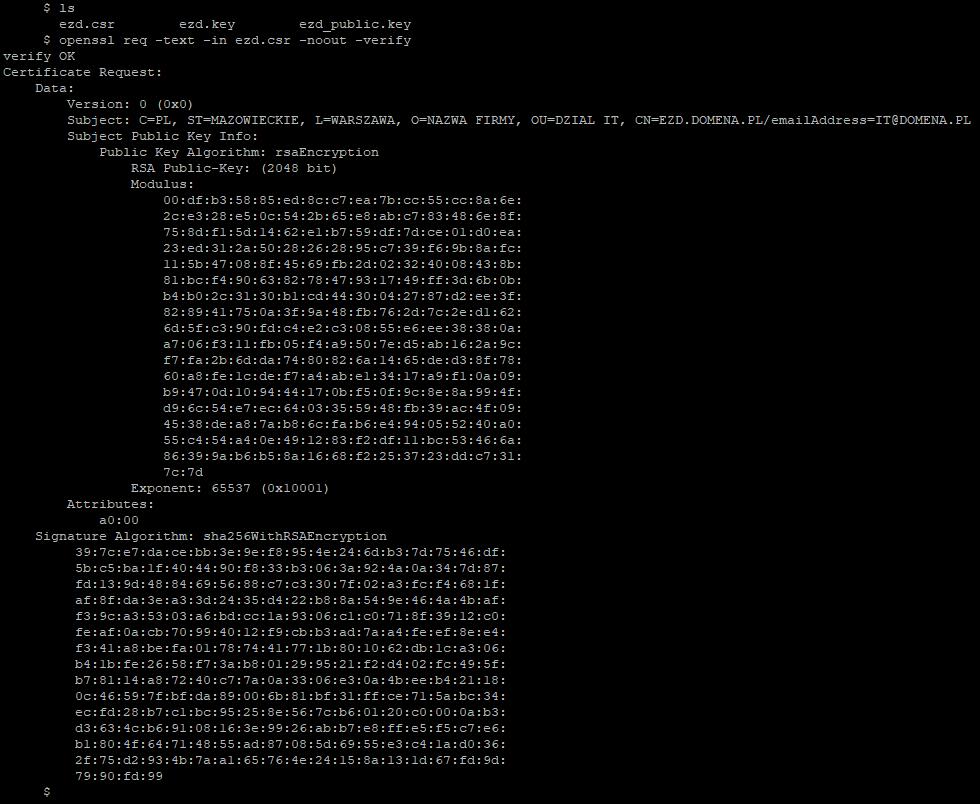 $ ls
ezd.csr ezd.key ezd_public.key
$ openssl req -text -in ezd.csr -noout -verify
verify OK
Certificate Request:
Data:
Version: 0 (0x0)
Subject: C=PL, ST=MAZOWIECKIE, L=WARSZAWA, O=NAZWA FIRMY, OU=DZIAL IT, CN=EZD.DOMENA.PL/emailAddress=IT@DOMENA.PL
Subject Public Key Info:
Public Key Algorithm: rsaEncryption
RSA Public-Key: (2048 bit)
Modulus:
00:df:b3:58:85:ed:8c:c7:ea:7b:cc:55:cc:8a:6e:
2c:e3:28:e5:0c:54:2b:65:e8:ab:c7:83:48:6e:8f:
75:8d:f1:5d:14:62:e1:b7:59:df:7d:ce:01:d0:ea:
23:ed:31:2a:50:28:26:28:95:c7:39:f6:9b:8a:fc:
11:5b:47:08:8f:45:69:fb:2d:02:32:40:08:43:8b:
81:bc:f4:90:63:82:78:47:93:17:49:ff:3d:6b:0b:
b4:b0:2c:31:30:b1:cd:44:30:04:27:87:d2:ee:3f:
82:89:41:75:0a:3f:9a:48:fb:76:2d:7c:2e:d1:62:
6d:5f:c3:90:fd:c4:e2:c3:08:55:e6:ee:38:38:0a:
a7:06:f3:11:fb:05:f4:a9:50:7e:d5:ab:16:2a:9c:
f7:fa:2b:6d:da:74:80:82:6a:14:65:de:d3:8f:78:
60:a8:fe:1c:de:f7:a4:ab:e1:34:17:a9:f1:0a:09:
b9:47:0d:10:94:44:17:0b:f5:0f:9c:8e:8a:99:4f:
d9:6c:54:e7:ec:64:03:35:59:48:fb:39:ac:4f:09:
45:38:de:a8:7a:b8:6c:fa:b6:e4:94:05:52:40:a0:
55:c4:54:a4:0e:49:12:83:f2:df:11:bc:53:46:6a:
86:39:9a:b6:b5:8a:16:68:f2:25:37:23:dd:c7:31:
7c:7d
Exponent: 65537 (0x10001)
Attributes:
a0:00
Signature Algorithm: sha256WithRSAEncryption
39:7c:e7:da:ce:bb:3e:9e:f8:95:4e:24:6d:b3:7d:75:46:df:
5b:c5:ba:1f:40:44:90:f8:33:b3:06:3a:92:4a:0a:34:7d:87:
fd:13:9d:48:84:69:56:88:c7:c3:30:7f:02:a3:fc:f4:68:1f:
af:8f:da:3e:a3:3d:24:35:d4:22:b8:8a:54:9e:46:4a:4b:af:
f3:9c:a3:53:03:a6:bd:cc:1a:93:06:c1:c0:71:8f:39:12:c0:
fe:af:0a:cb:70:99:40:12:f9:cb:b3:ad:7a:a4:fe:ef:8e:e4:
f3:41:a8:be:fa:01:78:74:41:77:1b:80:10:62:db:1c:a3:06:
b4:1b:fe:26:58:f7:3a:b8:01:29:95:21:f2:d4:02:fc:49:5f:
b7:81:14:a8:72:40:c7:7a:0a:33:06:e3:0a:4b:ee:b4:21:18:
0c:46:59:7f:bf:da:89:00:6b:81:bf:31:ff:ce:71:5a:bc:34:
ec:fd:28:b7:c1:bc:95:25:8e:56:7c:b6:01:20:c0:00:0a:b3:
d3:63:4c:b6:91:08:16:3e:99:26:ab:b7:e8:ff:e5:f5:c7:e6:
b1:80:4f:64:71:48:55:ad:87:08:5d:69:55:e3:c4:1a:d0:36:
2f:75:d2:93:4b:7a:a1:65:76:4e:24:15:8a:13:1d:67:fd:9d:
79:90:fd:99
$